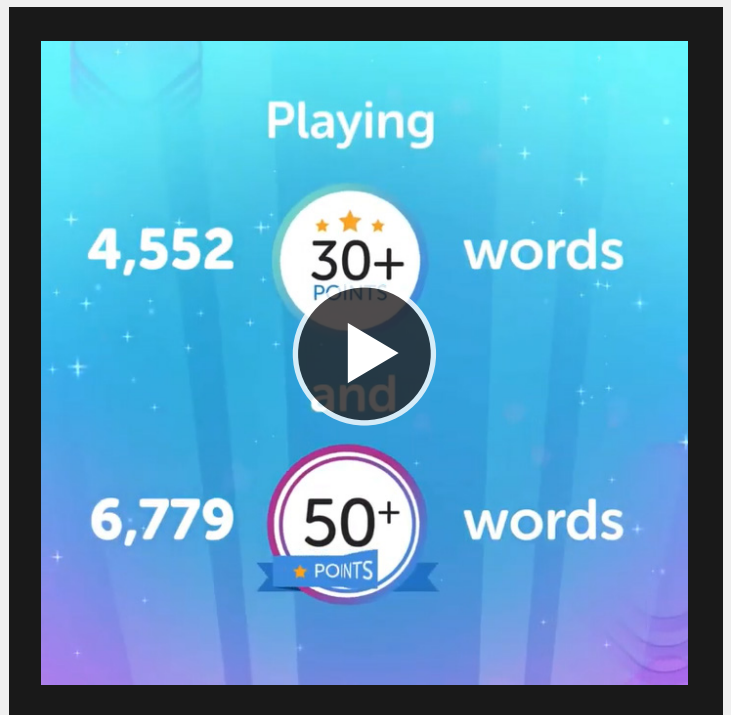 Playing
4,552 30+ words
POINTS
and
6,779 50+ words
POINTS